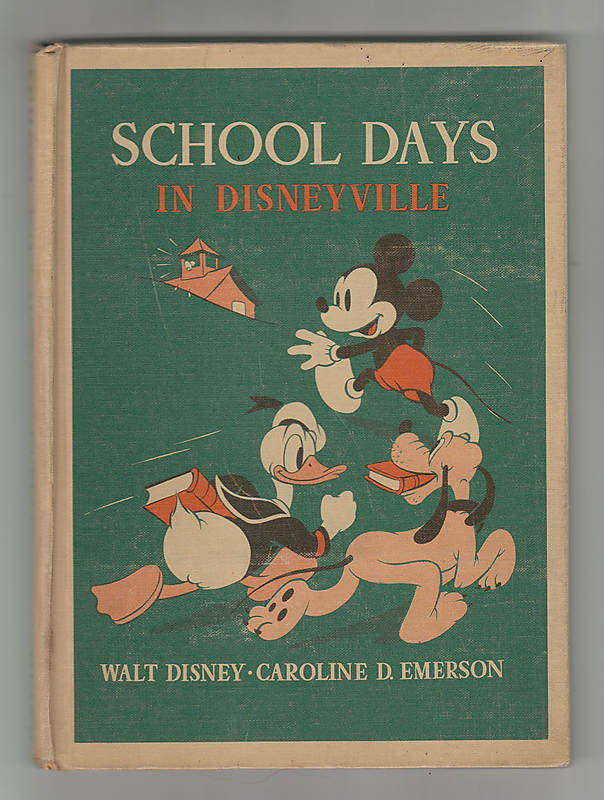 SCHOOL DAYS
IN DISNEYVILLE
WALT DISNEY · CAROLINE D. EMERSON